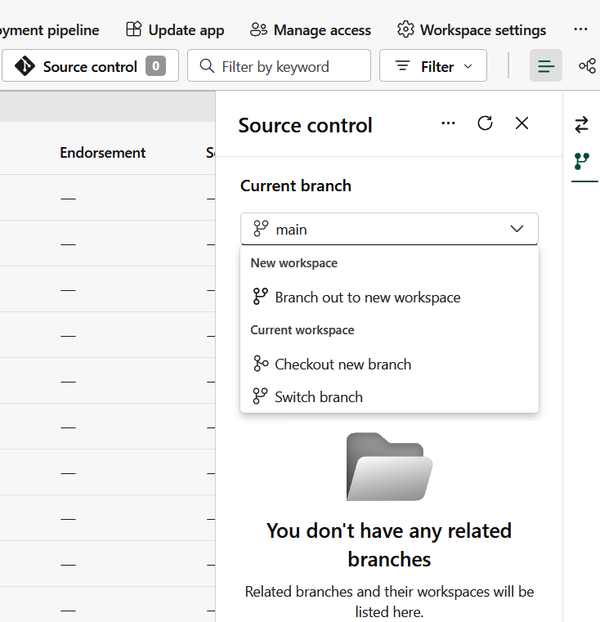 Update app
Manage access
Workspace settings
pipeline
Source control 0
Filter by keyword
Filter
Source control
Endorsement
Current branch
main
New workspace
Branch out to new workspace
Current workspace
Checkout new branch
Switch branch
You don't have any related
branches
Related branches and their workspaces will be
listed here.